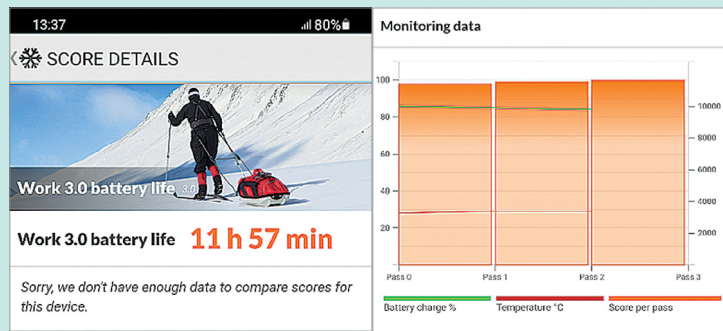 13:37
80%
SCORE DETAILS
Work 3.0 battery life 3.0
Work 3.0 battery life 11 h 57 min
Sorry, we don't have enough data to compare scores for
this device.
Monitoring data
100
80
60
40
20
10000
8000
6000
4000
2000
Pass 0
Pass 1
Pass 2
Pass 3
Battery charge %
Temperature °C
Score per pass